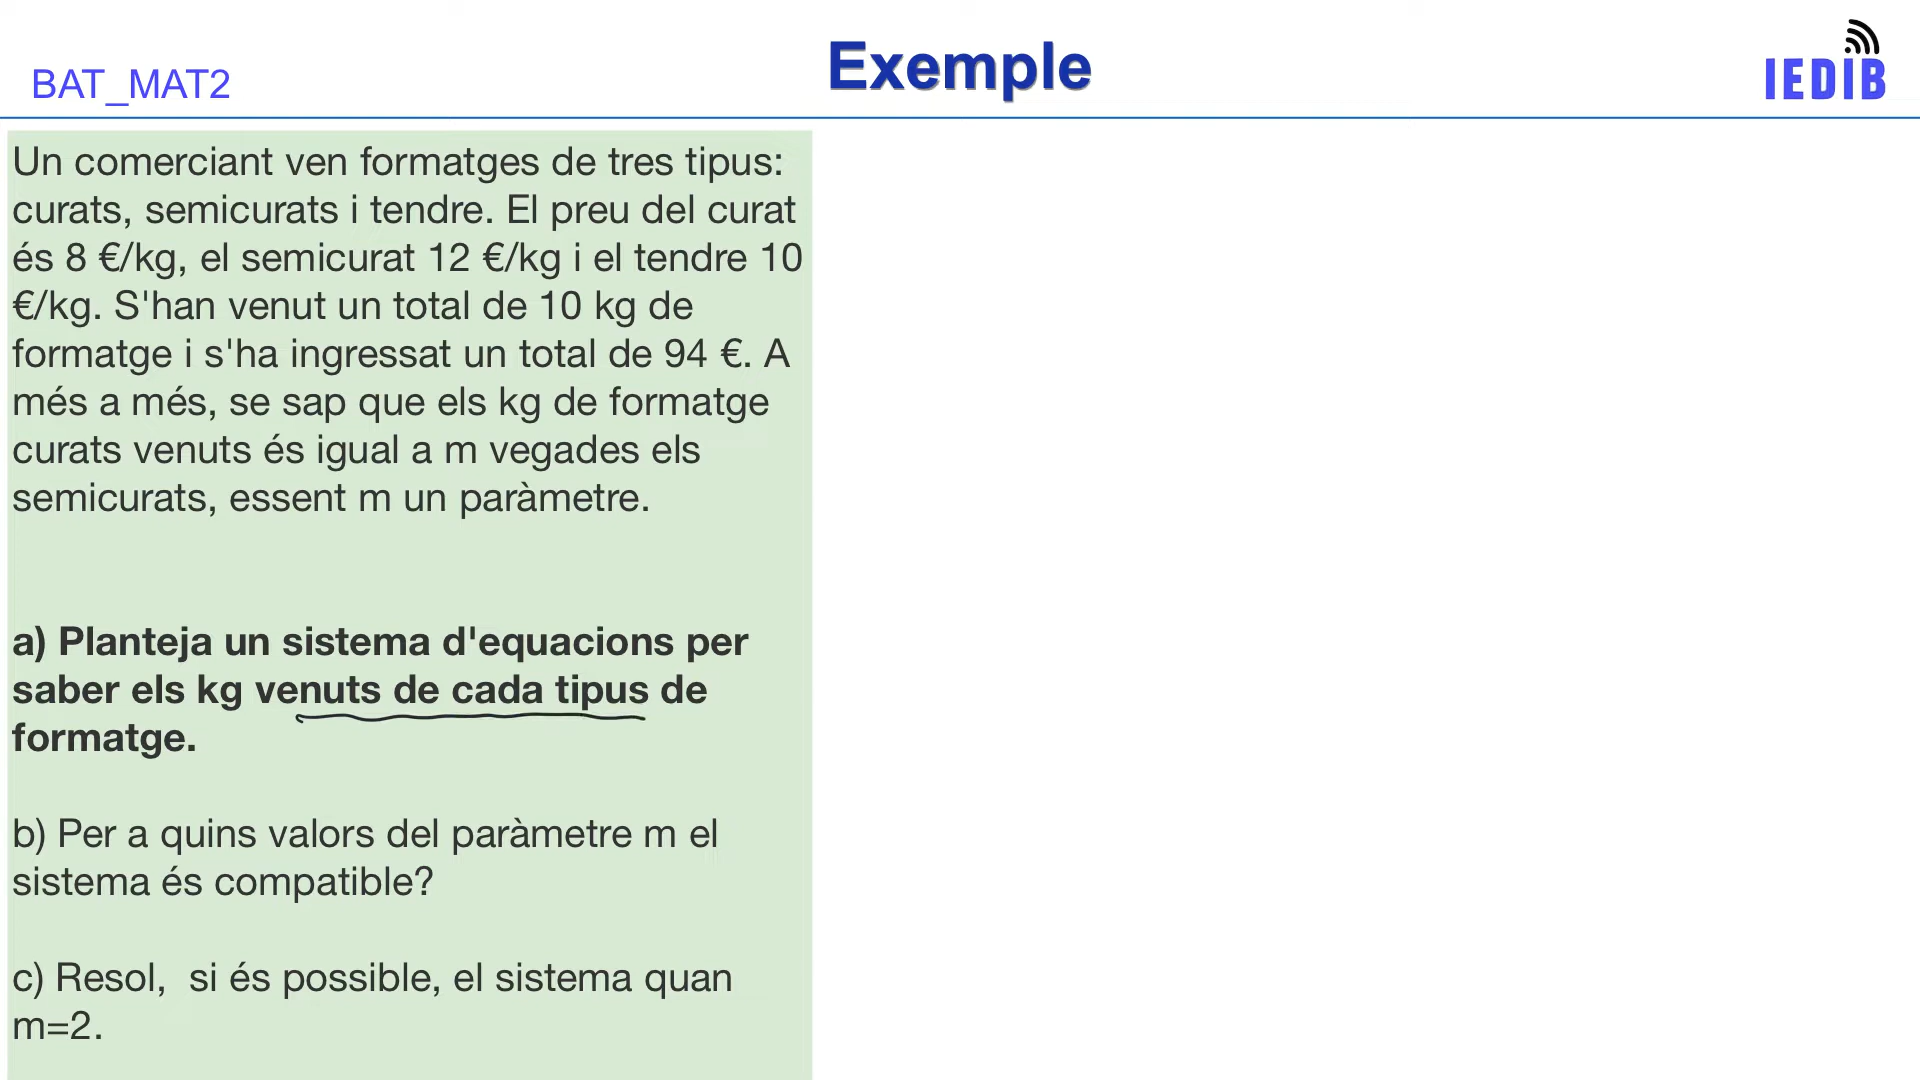 BAT_MAT2
Exemple
IEDIB
Un comerciant ven formatges de tres tipus:
curats, semicurats i tendre. El preu del curat
és 8 €/kg, el semicurat 12 €/kg i el tendre 10
€/kg. S'han venut un total de 10 kg de
formatge i s'ha ingressat un total de 94 €. A
més a més, se sap que els kg de formatge
curats venuts és igual a m vegades els
semicurats, essent m un paràmetre.
a) Planteja un sistema d'equacions per
saber els kg venuts de cada tipus de
formatge.
b) Per a quins valors del paràmetre m el
sistema és compatible?
c) Resol,  si és possible, el sistema quan
m=2.